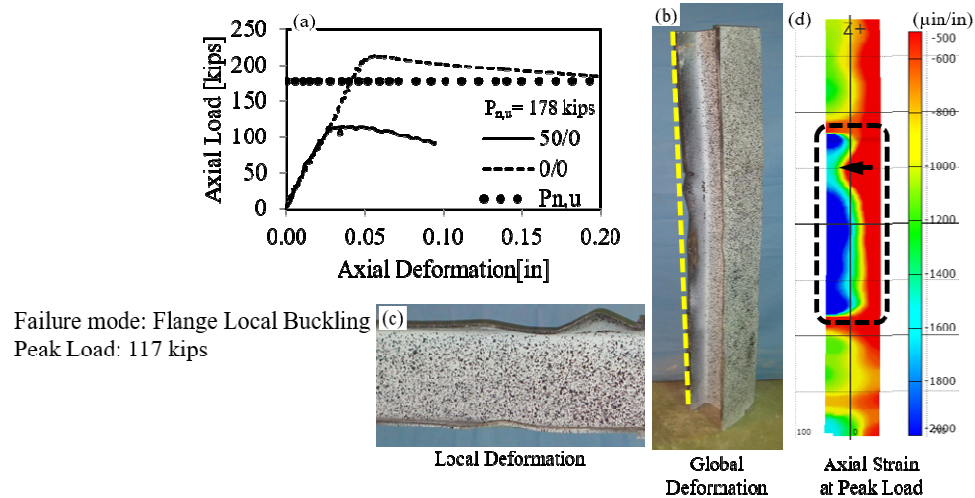 (a)
Axial Load [kips]
250
200
150
100
50
0
P_{n,u}= 178 kips
50/0
0/0
Pn,u
0.00 0.05 0.10 0.15 0.20
Axial Deformation[in]
Failure mode: Flange Local Buckling
Peak Load: 117 kips
(c)
Local Deformation
(b)
Global
Deformation
(d)
(µin/in)
Z+
-500
-600
-800
-1000
-1200
-1400
-1600
-1800
-2000
100
0
Axial Strain
at Peak Load